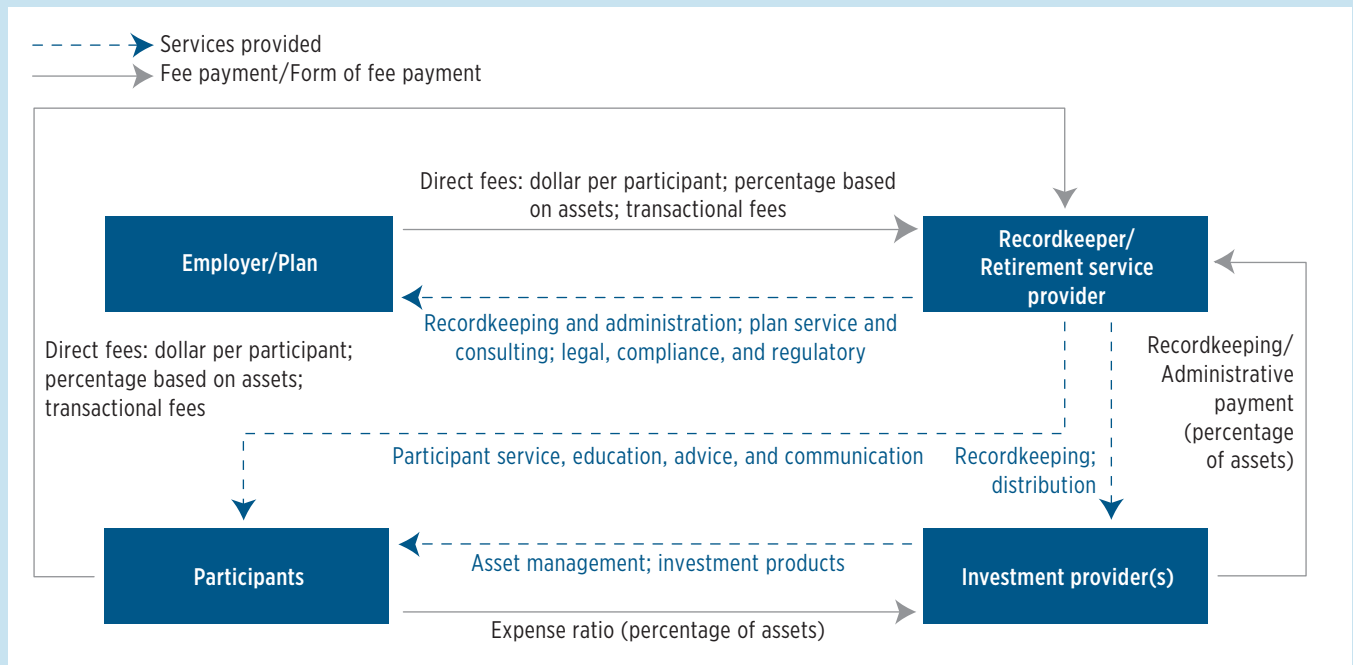 Services provided
Fee payment/Form of fee payment
Direct fees: dollar per participant; percentage based
on assets; transactional fees
Employer/Plan
Recordkeeper/
Retirement service
provider
Recordkeeping and administration; plan service and
consulting; legal, compliance, and regulatory
Direct fees: dollar per participant;
percentage based on assets;
transactional fees
Recordkeeping/
Administrative
payment
(percentage
of assets)
Participant service, education, advice, and communication
Recordkeeping;
distribution
Participants
Asset management; investment products
Investment provider(s)
Expense ratio (percentage of assets)